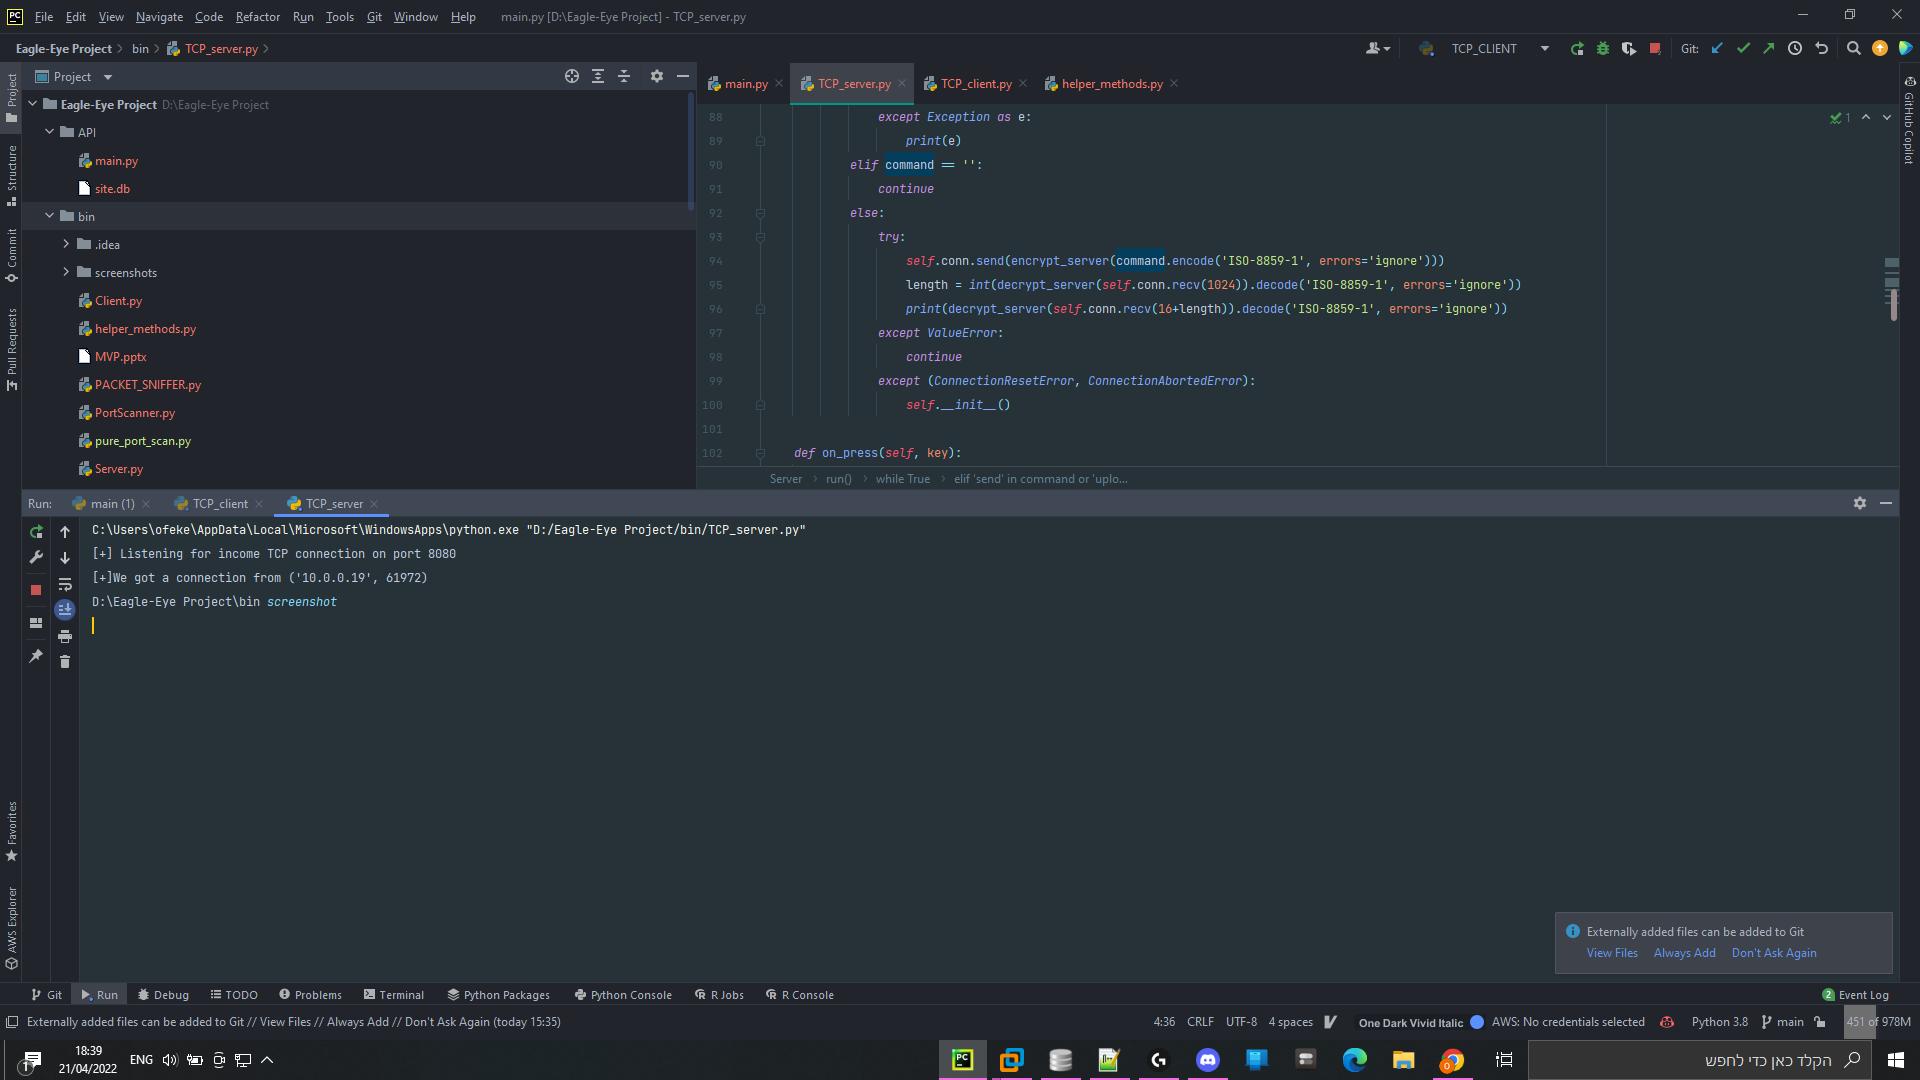 PC File Edit View Navigate Code Refactor Run Tools Git Window Help main.py [D:\Eagle-Eye Project] - TCP_server.py
Eagle-Eye Project bin TCP_server.py
TCP_CLIENT Git:
Project
main.py TCP_server.py TCP_client.py helper_methods.py
Eagle-Eye Project D:\Eagle-Eye Project
API
main.py
site.db
bin
.idea
screenshots
Client.py
helper_methods.py
MVP.pptx
PACKET_SNIFFER.py
PortScanner.py
pure_port_scan.py
Server.py
Project
Structure
Commit
Pull Requests
Favorites
AWS Explorer
GitHub Copilot
1
88 except Exception as e:
89 print(e)
90 elif command == '':
91 continue
92 else:
93 try:
94 self.conn.send(encrypt_server(command.encode('ISO-8859-1', errors='ignore')))
95 length = int(decrypt_server(self.conn.recv(1024)).decode('ISO-8859-1', errors='ignore'))
96 print(decrypt_server(self.conn.recv(16+length)).decode('ISO-8859-1', errors='ignore'))
97 except ValueError:
98 continue
99 except (ConnectionResetError, ConnectionAbortedError):
100 self.__init__()
101
102 def on_press(self, key):
Server run() while True elif 'send' in command or 'uplo...
Run: main (1) TCP_client TCP_server
C:\Users\ofeke\AppData\Local\Microsoft\WindowsApps\python.exe "D:/Eagle-Eye Project/bin/TCP_server.py"
[+] Listening for income TCP connection on port 8080
[+]We got a connection from ('10.0.0.19', 61972)
D:\Eagle-Eye Project\bin screenshot
Externally added files can be added to Git
View Files Always Add Don't Ask Again
Git Run Debug TODO Problems Terminal Python Packages Python Console R Jobs R Console 2 Event Log
Externally added files can be added to Git // View Files // Always Add // Don't Ask Again (today 15:35)
4:36 CRLF UTF-8 4 spaces One Dark Vivid Italic AWS: No credentials selected Python 3.8 main 451 of 978M
1 18:39
21/04/2022
ENG
PC
הקלד כאן כדי לחפש